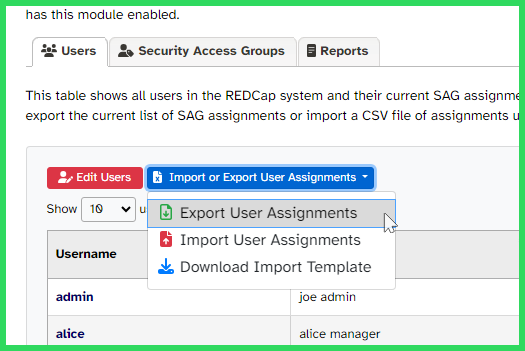 has this module enabled.
Users Security Access Groups Reports
This table shows all users in the REDCap system and their current SAG assignme
export the current list of SAG assignments or import a CSV file of assignments u
Edit Users Import or Export User Assignments
Show 10 u
Export User Assignments
Import User Assignments
Download Import Template
Username
admin joe admin
alice alice manager